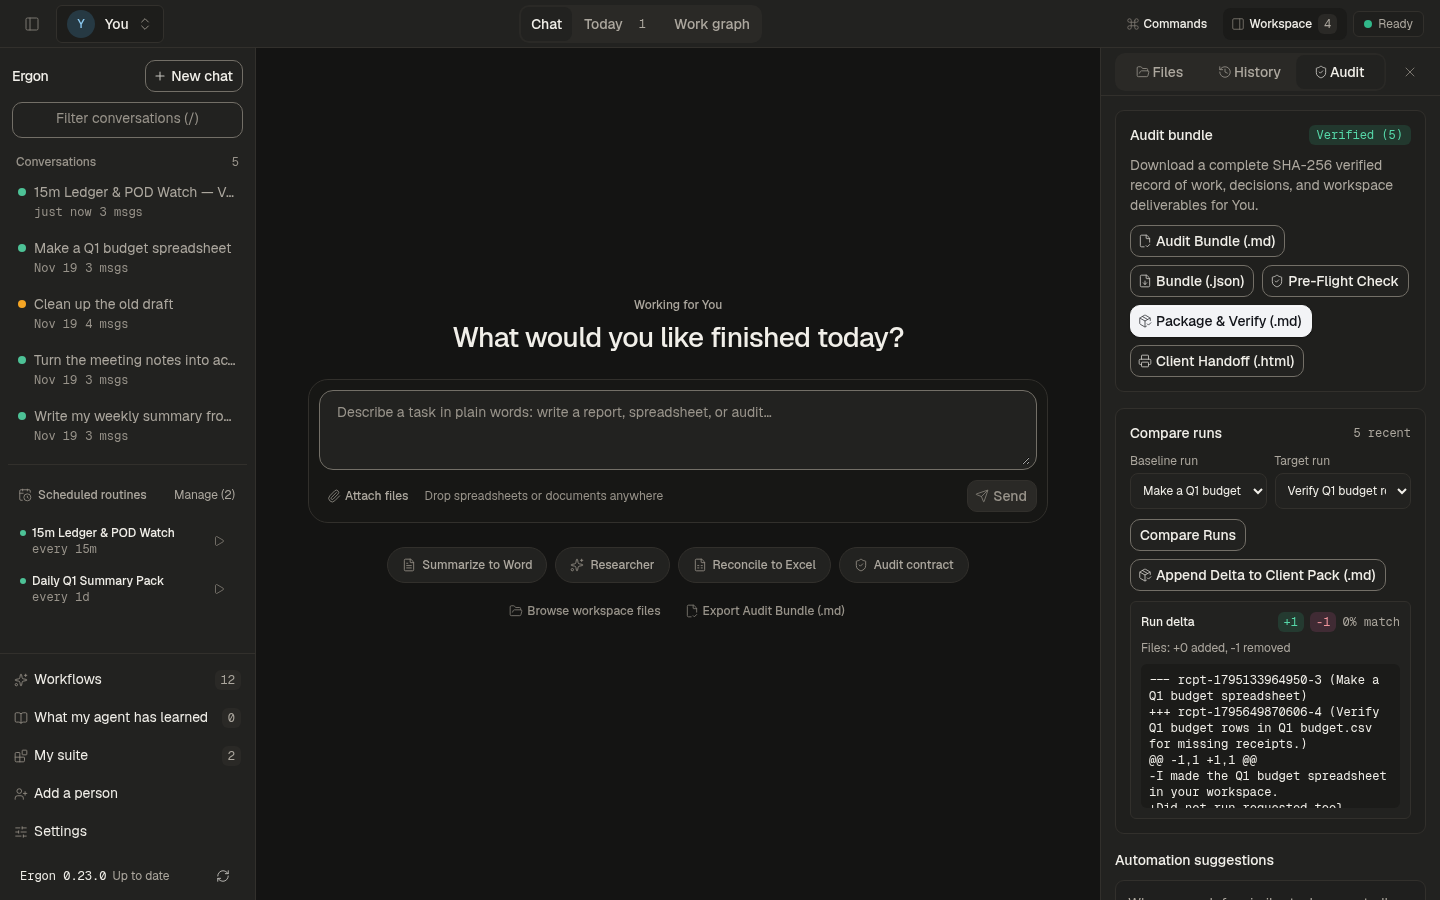 Y You
Chat
Today 1
Work graph
Commands
Workspace 4
Ready
Ergon
New chat
Filter conversations (/)
Conversations 5
15m Ledger & POD Watch — V…
just now 3 msgs
Make a Q1 budget spreadsheet
Nov 19 3 msgs
Clean up the old draft
Nov 19 4 msgs
Turn the meeting notes into ac…
Nov 19 3 msgs
Write my weekly summary fro…
Nov 19 3 msgs
Scheduled routines Manage (2)
15m Ledger & POD Watch
every 15m
Daily Q1 Summary Pack
every 1d
Workflows 12
What my agent has learned 0
My suite 2
Add a person
Settings
Ergon 0.23.0 Up to date
Working for You
What would you like finished today?
Describe a task in plain words: write a report, spreadsheet, or audit…
Attach files Drop spreadsheets or documents anywhere Send
Summarize to Word
Researcher
Reconcile to Excel
Audit contract
Browse workspace files
Export Audit Bundle (.md)
Files
History
Audit
Audit bundle Verified (5)
Download a complete SHA-256 verified
record of work, decisions, and workspace
deliverables for You.
Audit Bundle (.md)
Bundle (.json)
Pre-Flight Check
Package & Verify (.md)
Client Handoff (.html)
Compare runs 5 recent
Baseline run Target run
Make a Q1 budget Verify Q1 budget r
Compare Runs
Append Delta to Client Pack (.md)
Run delta +1 -1 0% match
Files: +0 added, -1 removed
--- rcpt-1795133964950-3 (Make a
Q1 budget spreadsheet)
+++ rcpt-1795649870606-4 (Verify
Q1 budget rows in Q1 budget.csv
for missing receipts.)
@@ -1,1 +1,1 @@
-I made the Q1 budget spreadsheet
in your workspace.
+Did not run requested tool
Automation suggestions